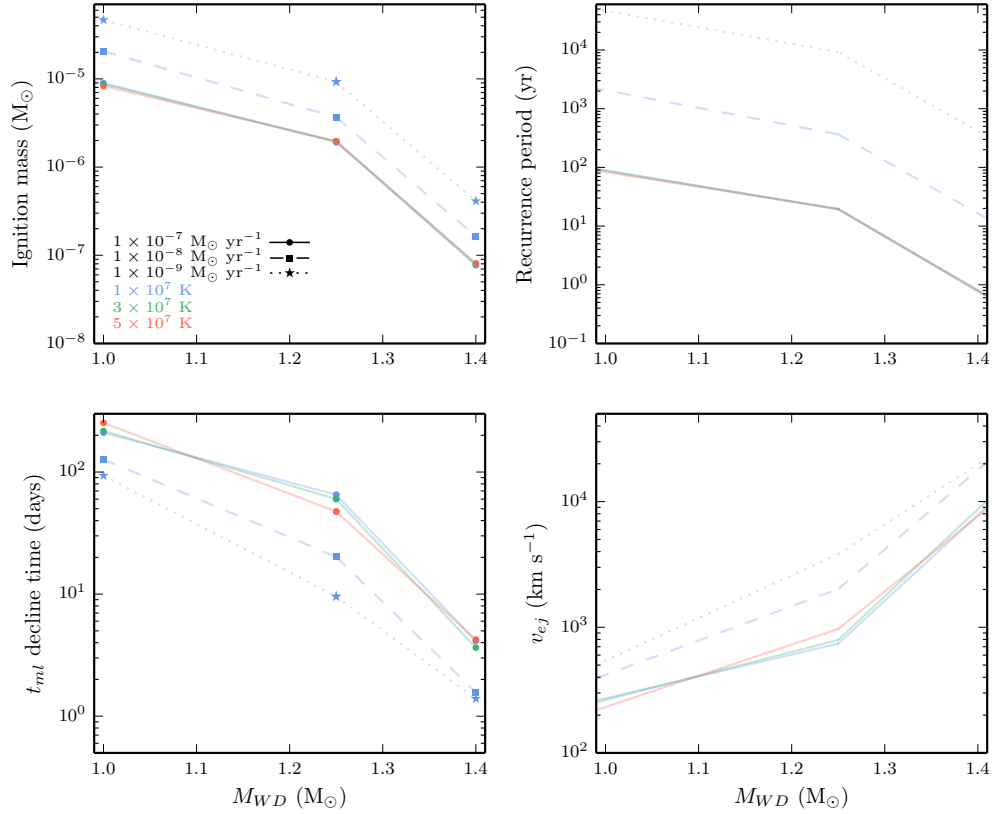 Ignition mass (M⊙)
10⁻⁵
10⁻⁶
10⁻⁷
10⁻⁸
1 × 10⁻⁷ M⊙ yr⁻¹
1 × 10⁻⁸ M⊙ yr⁻¹
1 × 10⁻⁹ M⊙ yr⁻¹
1 × 10⁷ K
3 × 10⁷ K
5 × 10⁷ K
1.0 1.1 1.2 1.3 1.4
Recurrence period (yr)
10⁴
10³
10²
10¹
10⁰
10⁻¹
1.0 1.1 1.2 1.3 1.4
t_ml decline time (days)
10²
10¹
10⁰
1.0 1.1 1.2 1.3 1.4
M_WD (M⊙)
v_ej (km s⁻¹)
10⁴
10³
10²
1.0 1.1 1.2 1.3 1.4
M_WD (M⊙)